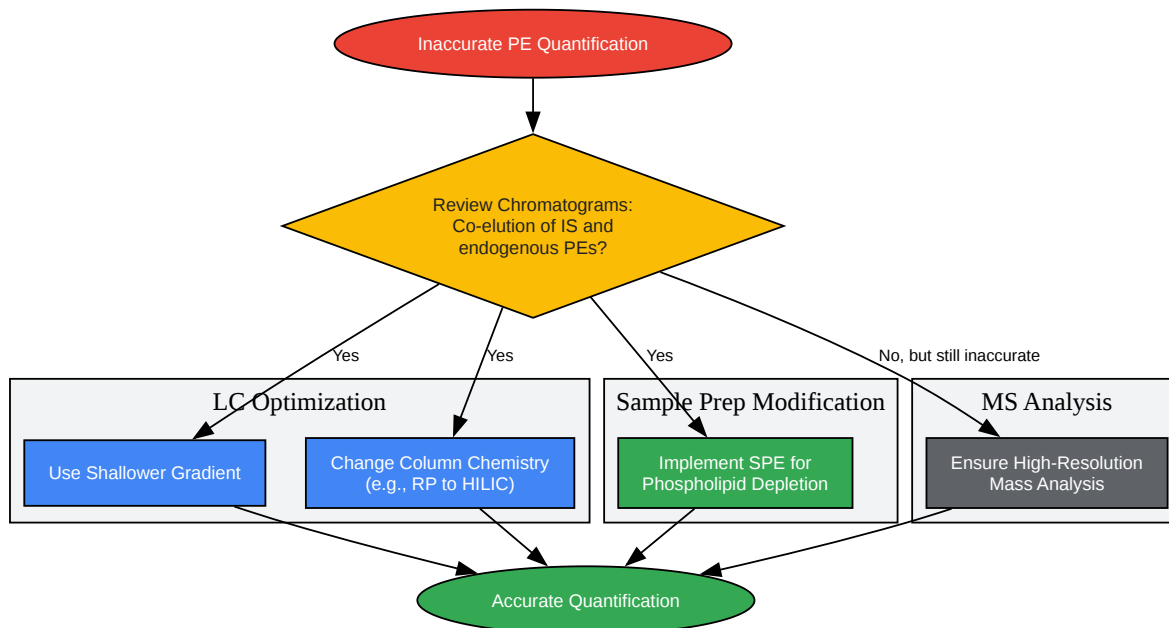 Inaccurate PE Quantification
Review Chromatograms:
Co-elution of IS and
endogenous PEs?
Yes
Yes
Yes
No, but still inaccurate
LC Optimization
Sample Prep Modification
MS Analysis
Use Shallower Gradient
Change Column Chemistry
(e.g., RP to HILIC)
Implement SPE for
Phospholipid Depletion
Ensure High-Resolution
Mass Analysis
Accurate Quantification